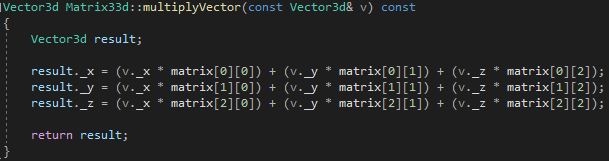 Vector3d Matrix33d::multiplyVector(const Vector3d& v) const
{
Vector3d result;
result._x = (v._x * matrix[0][0]) + (v._y * matrix[0][1]) + (v._z * matrix[0][2]);
result._y = (v._x * matrix[1][0]) + (v._y * matrix[1][1]) + (v._z * matrix[1][2]);
result._z = (v._x * matrix[2][0]) + (v._y * matrix[2][1]) + (v._z * matrix[2][2]);
return result;
}